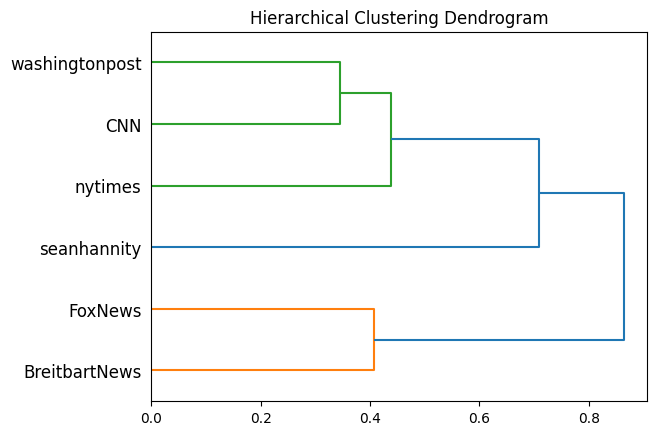 Hierarchical Clustering Dendrogram
washingtonpost
CNN
nytimes
seanhannity
FoxNews
BreitbartNews
0.0 0.2 0.4 0.6 0.8